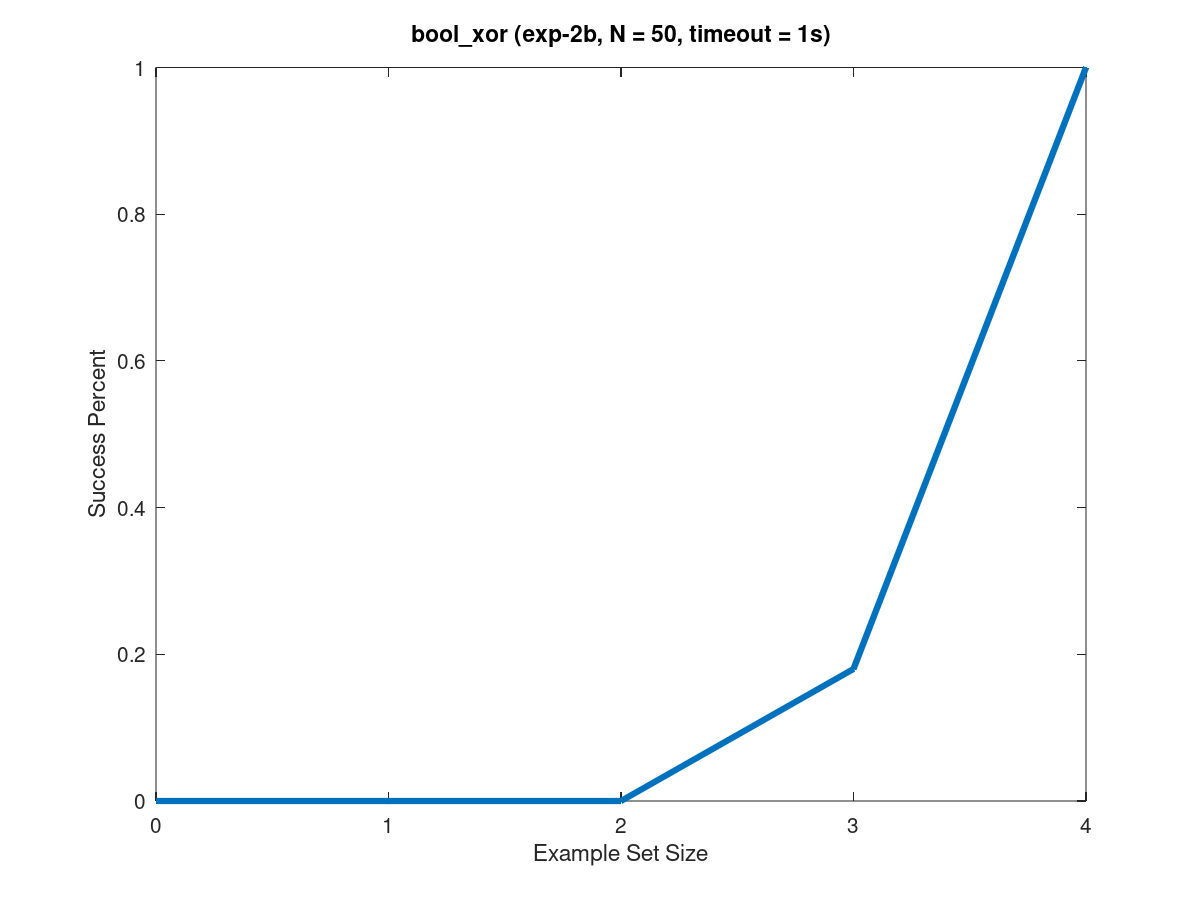 bool_xor (exp-2b, N = 50, timeout = 1s)
1
0.8
0.6
0.4
0.2
0
Success Percent
0 1 2 3 4
Example Set Size